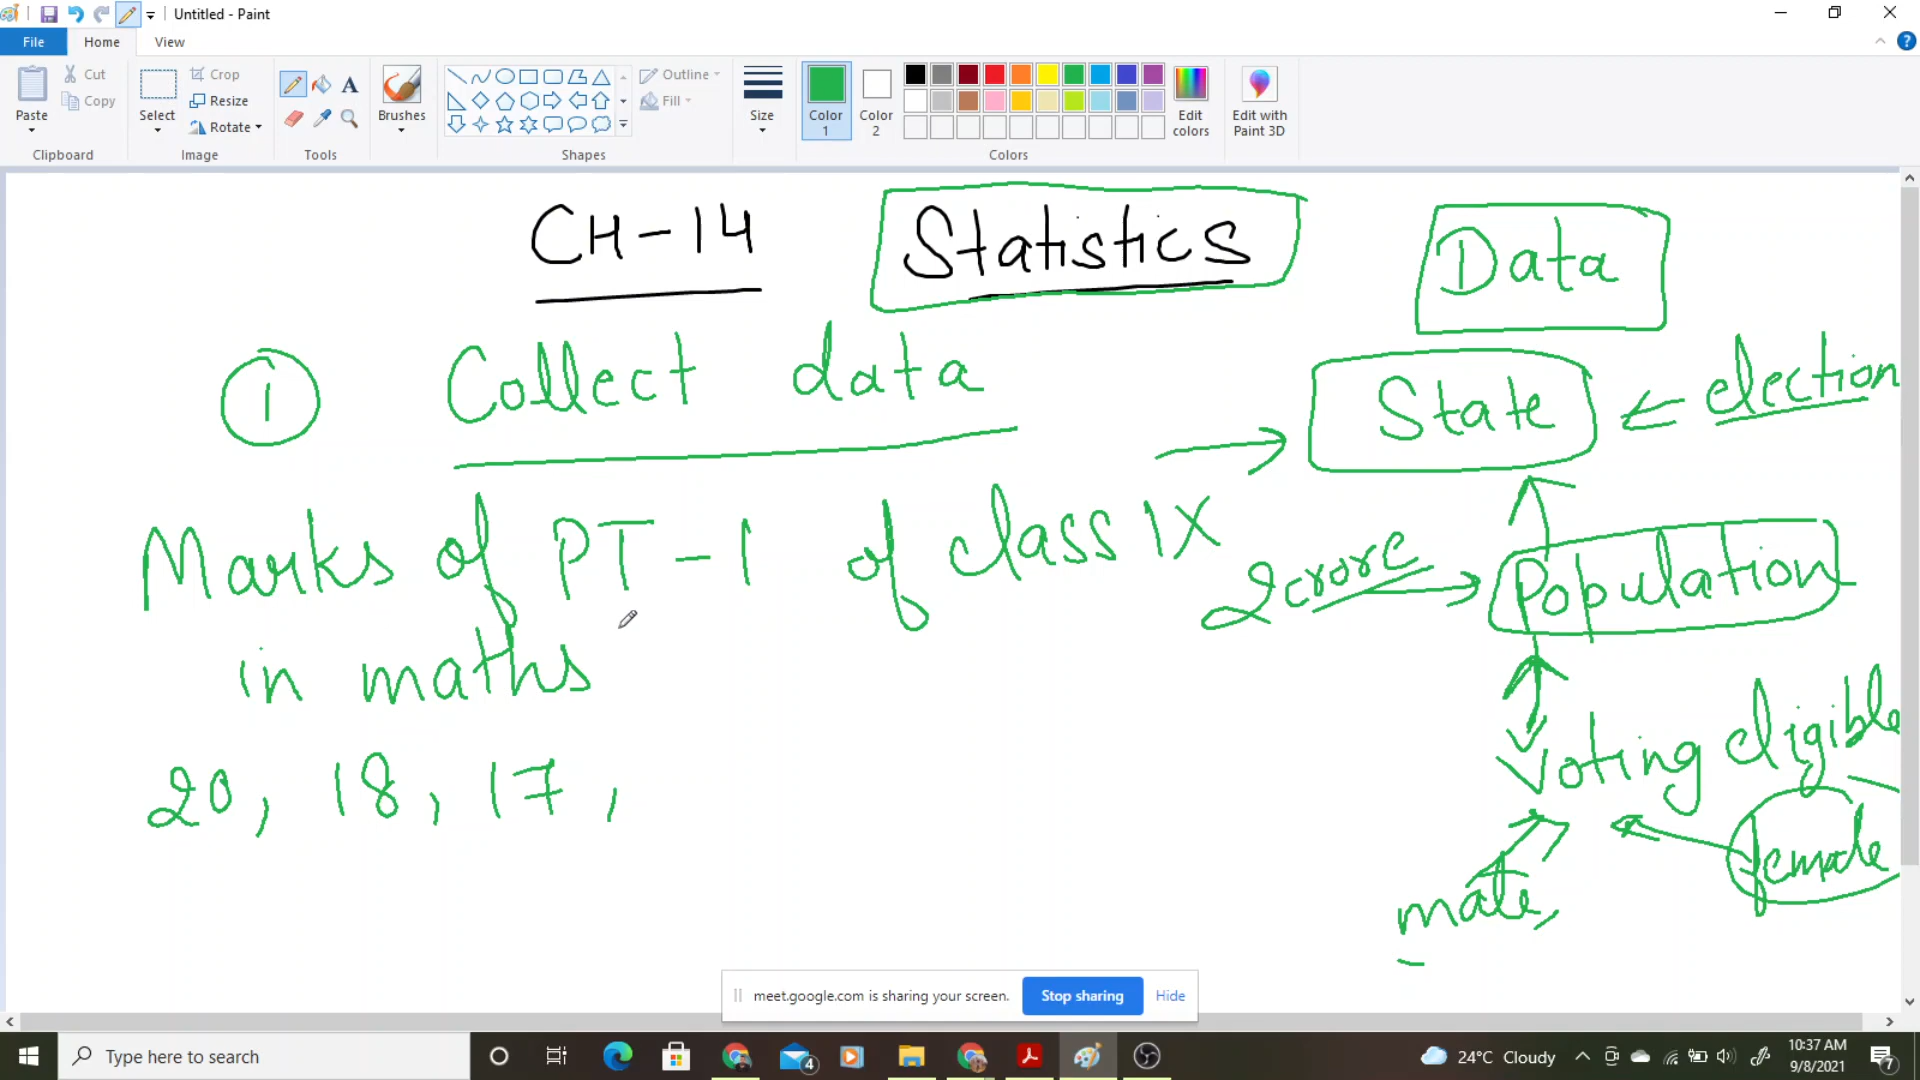 Untitled - Paint
File Home View
Paste Cut Copy Clipboard
Select Crop Resize Rotate Image
Tools
Brushes
Shapes
Outline Fill
Size
Color 1 Color 2 Edit colors Colors
Edit with Paint 3D
CH-14 Statistics Data
① Collect data
State ← election
Marks of PT-1 of class IX
2 crore → Population
in maths
Voting eligible
20, 18, 17,
female
male,
meet.google.com is sharing your screen. Stop sharing Hide
Type here to search
4
24°C Cloudy
10:37 AM
9/8/2021
7